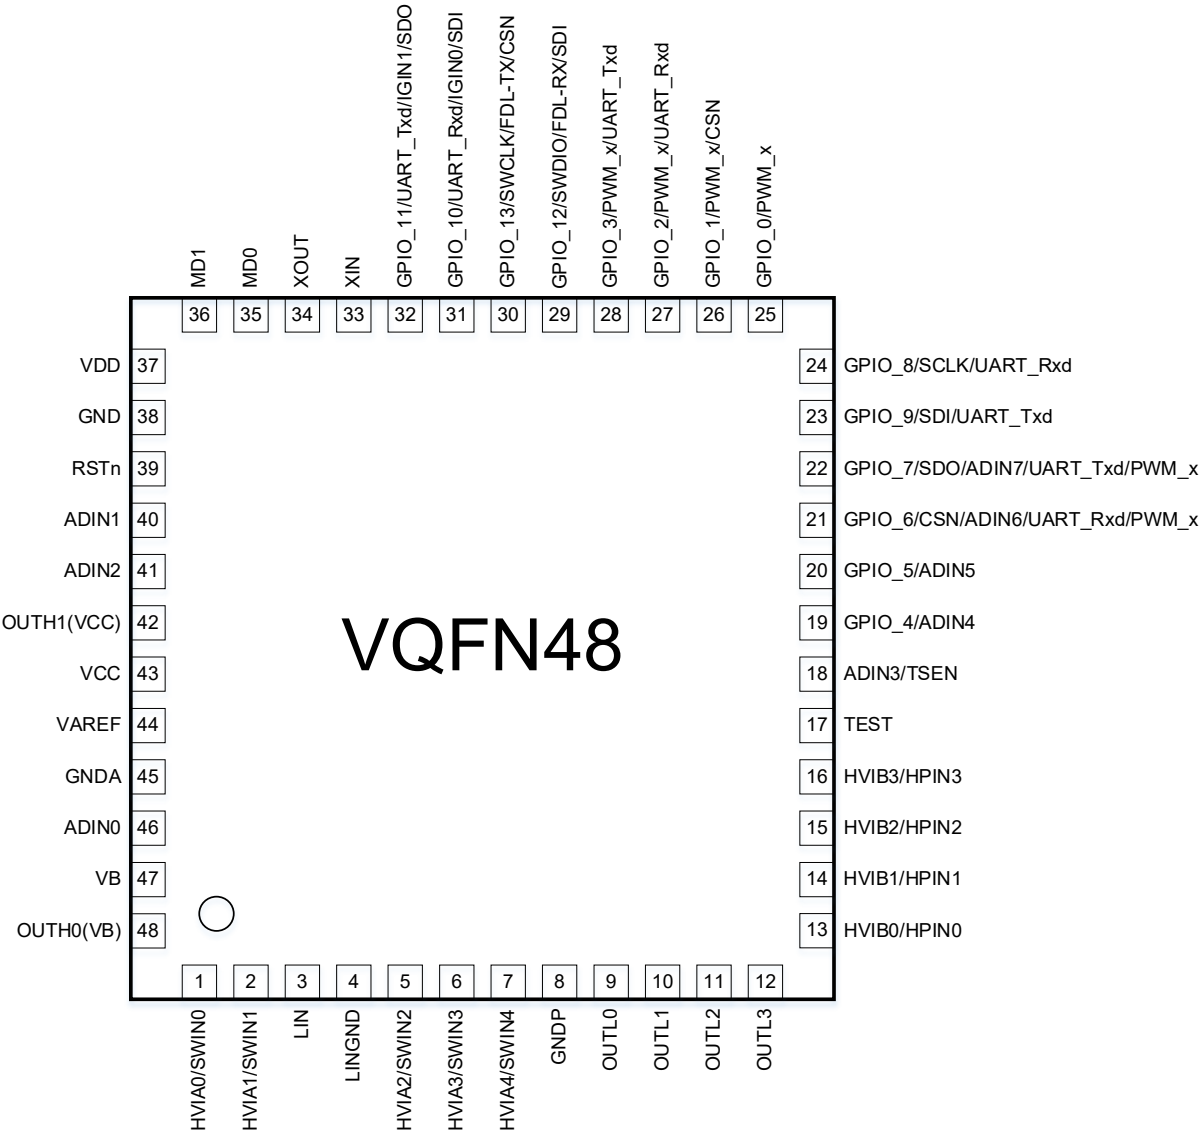 GPIO_11/UART_Txd/IGIN1/SDO
GPIO_10/UART_Rxd/IGIN0/SDI
GPIO_13/SWCLK/FDL-TX/CSN
GPIO_12/SWDIO/FDL-RX/SDI
GPIO_3/PWM_x/UART_Txd
GPIO_2/PWM_x/UART_Rxd
GPIO_1/PWM_x/CSN
GPIO_0/PWM_x
MD1
MD0
XOUT
XIN
36 35 34 33 32 31 30 29 28 27 26 25
VDD 37
GND 38
RSTn 39
ADIN1 40
ADIN2 41
OUTH1(VCC) 42
VCC 43
VAREF 44
GNDA 45
ADIN0 46
VB 47
OUTH0(VB) 48
VQFN48
24 GPIO_8/SCLK/UART_Rxd
23 GPIO_9/SDI/UART_Txd
22 GPIO_7/SDO/ADIN7/UART_Txd/PWM_x
21 GPIO_6/CSN/ADIN6/UART_Rxd/PWM_x
20 GPIO_5/ADIN5
19 GPIO_4/ADIN4
18 ADIN3/TSEN
17 TEST
16 HVIB3/HPIN3
15 HVIB2/HPIN2
14 HVIB1/HPIN1
13 HVIB0/HPIN0
1 2 3 4 5 6 7 8 9 10 11 12
HVIA0/SWIN0
HVIA1/SWIN1
LIN
LINGND
HVIA2/SWIN2
HVIA3/SWIN3
HVIA4/SWIN4
GNDP
OUTL0
OUTL1
OUTL2
OUTL3